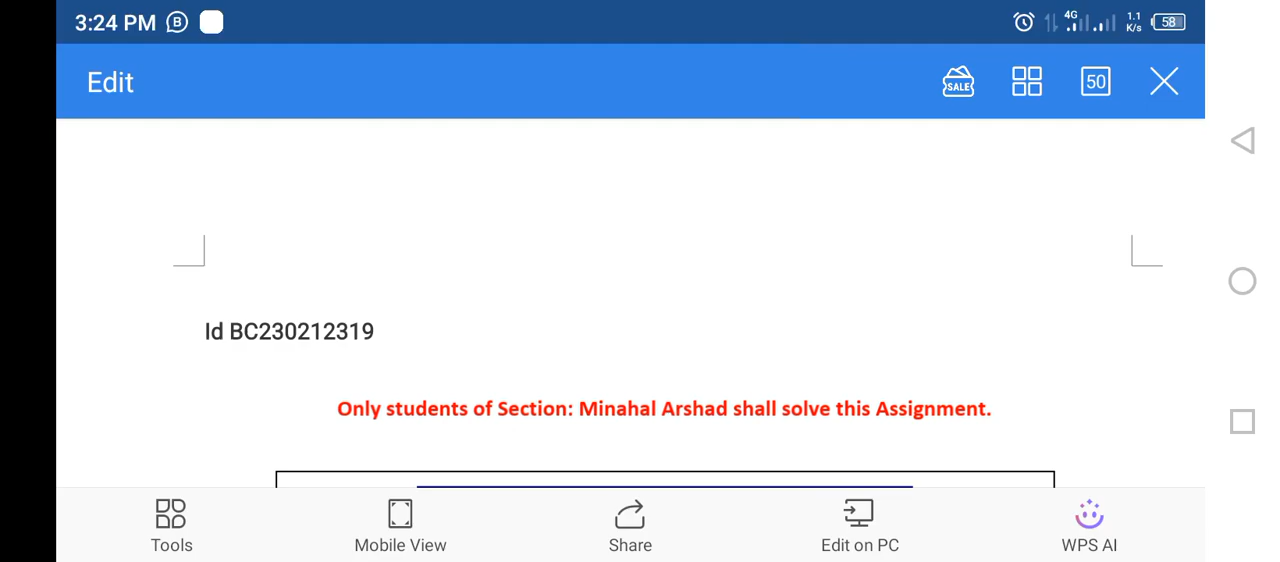 3:24 PM B 4G 1.1 K/s 58
Edit SALE 50
Id BC230212319
Only students of Section: Minahal Arshad shall solve this Assignment.
Tools Mobile View Share Edit on PC WPS AI